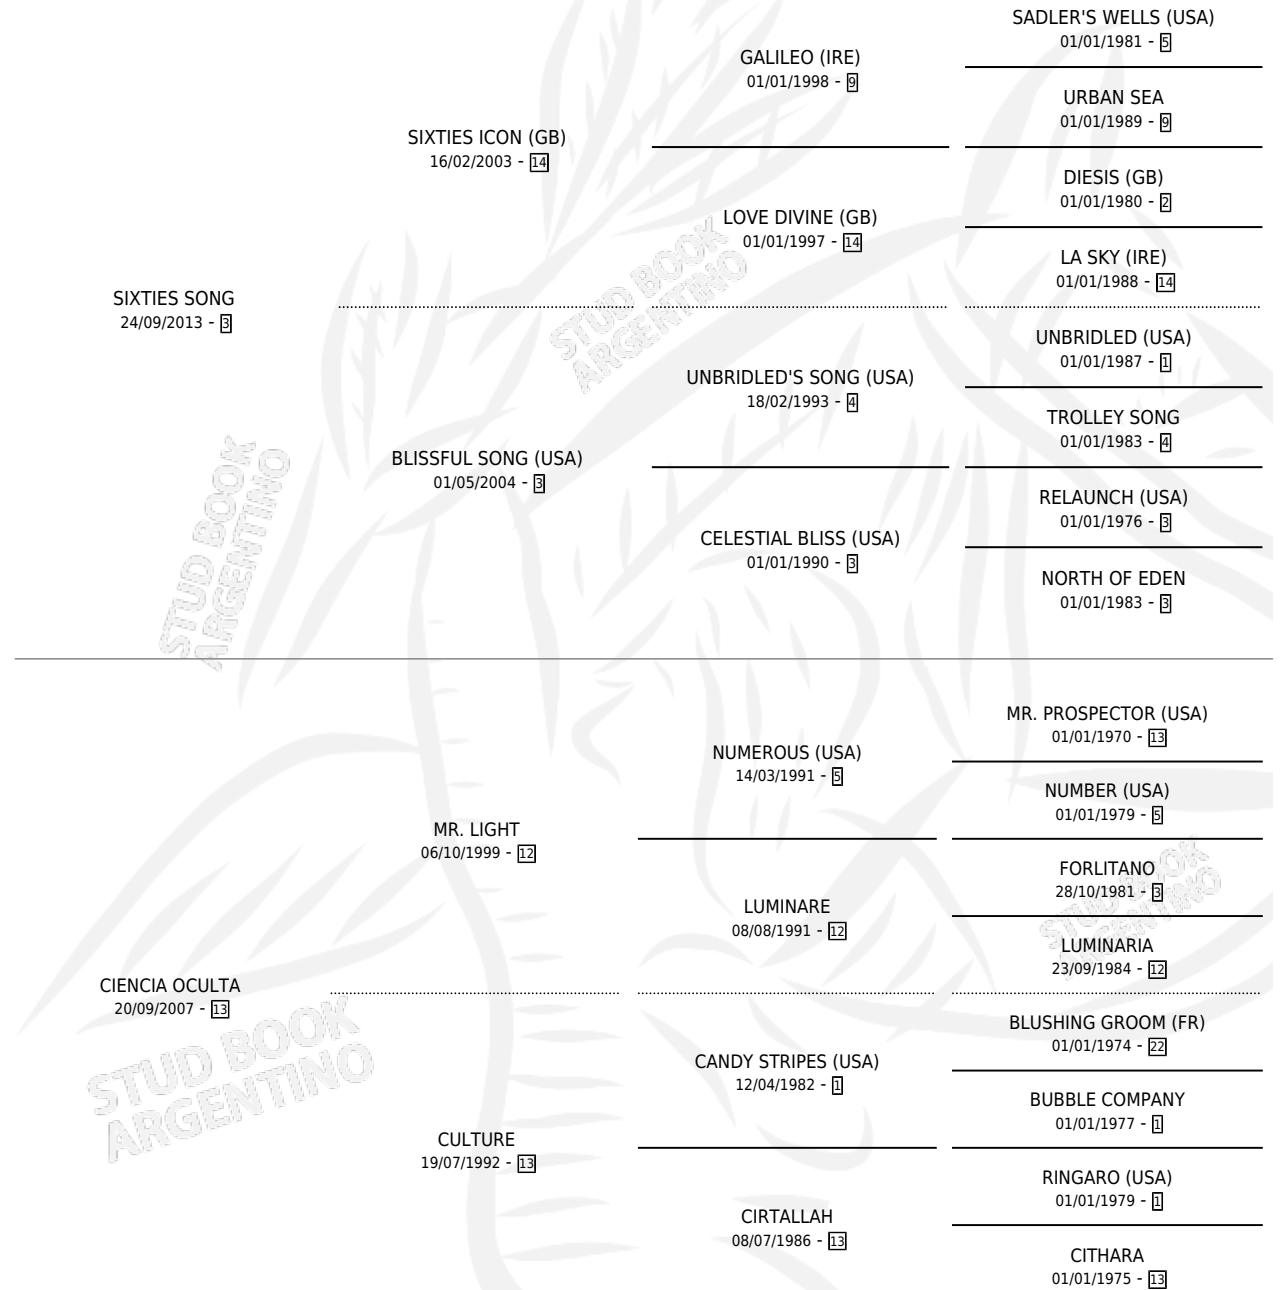 SIXTIES SONG
24/09/2013 - 3
SIXTIES ICON (GB)
16/02/2003 - 14
GALILEO (IRE)
01/01/1998 - 9
SADLER'S WELLS (USA)
01/01/1981 - 5
URBAN SEA
01/01/1989 - 9
LOVE DIVINE (GB)
01/01/1997 - 14
DIESIS (GB)
01/01/1980 - 2
LA SKY (IRE)
01/01/1988 - 14
BLISSFUL SONG (USA)
01/05/2004 - 3
UNBRIDLED'S SONG (USA)
18/02/1993 - 4
UNBRIDLED (USA)
01/01/1987 - 1
TROLLEY SONG
01/01/1983 - 4
CELESTIAL BLISS (USA)
01/01/1990 - 3
RELAUNCH (USA)
01/01/1976 - 3
NORTH OF EDEN
01/01/1983 - 3
CIENCIA OCULTA
20/09/2007 - 13
MR. LIGHT
06/10/1999 - 12
NUMEROUS (USA)
14/03/1991 - 5
MR. PROSPECTOR (USA)
01/01/1970 - 13
NUMBER (USA)
01/01/1979 - 5
LUMINARE
08/08/1991 - 12
FORLITANO
28/10/1981 - 3
LUMINARIA
23/09/1984 - 12
CULTURE
19/07/1992 - 13
CANDY STRIPES (USA)
12/04/1982 - 1
BLUSHING GROOM (FR)
01/01/1974 - 22
BUBBLE COMPANY
01/01/1977 - 1
CIRTALLAH
08/07/1986 - 13
RINGARO (USA)
01/01/1979 - 1
CITHARA
01/01/1975 - 13
STUD BOOK
ARGENTINO
STUD BOOK
ARGENTINO
STUD BOOK
ARGENTINO
STUD BOOK
ARGENTINO